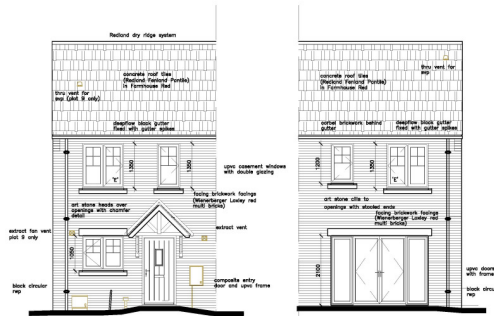 Redland dry ridge system
concrete roof tiles
(Redland Fenland Pantile)
in Farmhouse Red
thru vent for
svp (plot 9 only)
deepflow black gutter
fixed with gutter spikes
1350
1350
'E'
upvc casement windows
with double glazing
facing brickwork facings
(Wienerberger Loxley red
multi bricks)
art stone heads over
openings with chamfer
detail
extract fan vent
plot 9 only
1050
extract vent
composite entry
door and upvc frame
black circular
rwp
thru vent for
svp
concrete roof tiles
(Redland Fenland Pantile)
in Farmhouse Red
corbel brickwork behind
gutter
deepflow black gutter
fixed with gutter spikes
1200
1350
'E'
art stone cills to
openings with stooled ends
facing brickwork facings
(Wienerberger Loxley red
multi bricks)
2100
upvc doors
with frame
black circu
rwp